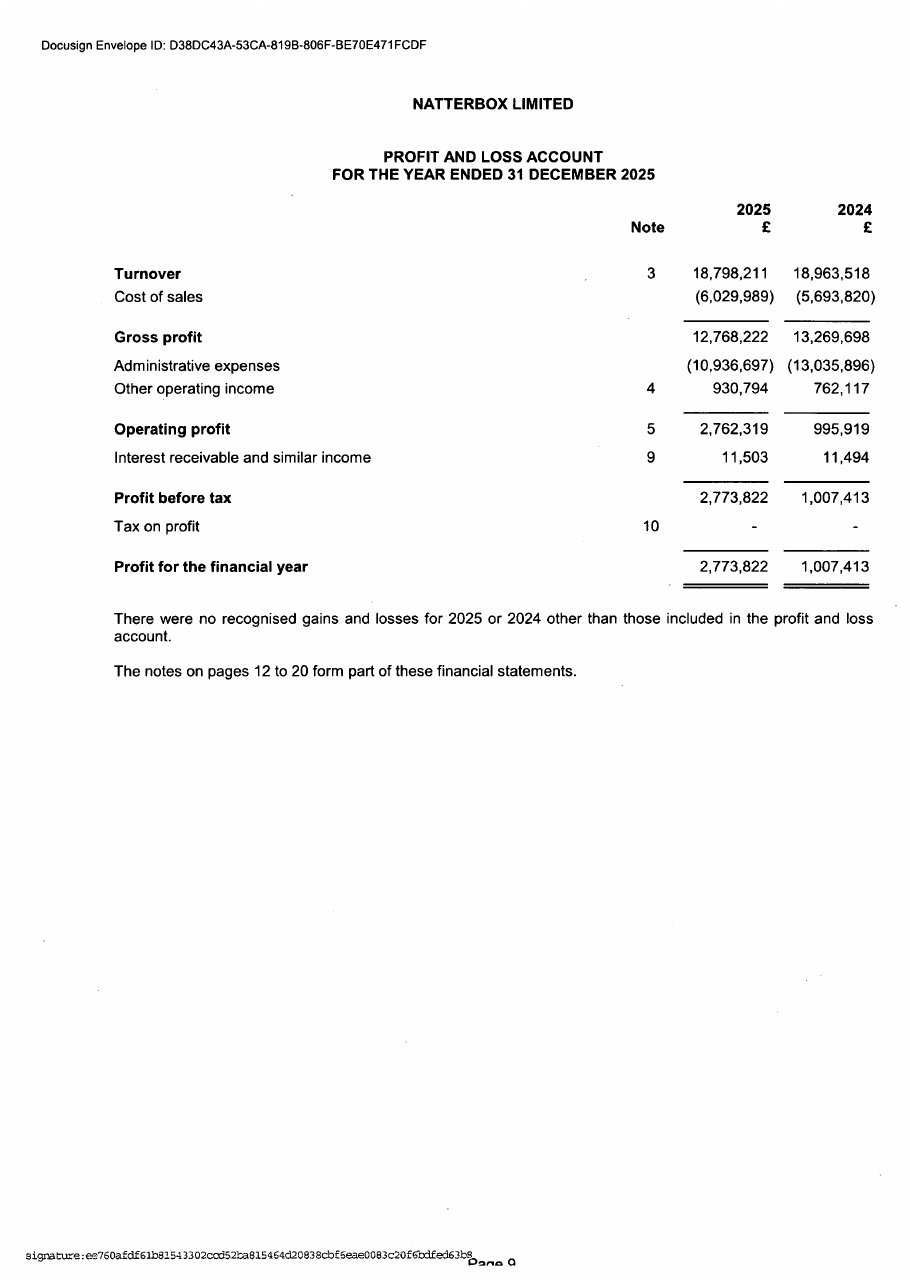 Docusign Envelope ID: D38DC43A-53CA-819B-806F-BE70E471FCDF
NATTERBOX LIMITED
PROFIT AND LOSS ACCOUNT
FOR THE YEAR ENDED 31 DECEMBER 2025
2025 2024
Note £ £
Turnover 3 18,798,211 18,963,518
Cost of sales (6,029,989) (5,693,820)
Gross profit 12,768,222 13,269,698
Administrative expenses (10,936,697) (13,035,896)
Other operating income 4 930,794 762,117
Operating profit 5 2,762,319 995,919
Interest receivable and similar income 9 11,503 11,494
Profit before tax 2,773,822 1,007,413
Tax on profit 10 - -
Profit for the financial year 2,773,822 1,007,413
There were no recognised gains and losses for 2025 or 2024 other than those included in the profit and loss
account.
The notes on pages 12 to 20 form part of these financial statements.
signature:ee760afdf61b81543302ccd52ba815464d20838cbf6eae0083c20f6bdfed63b8
Page 9